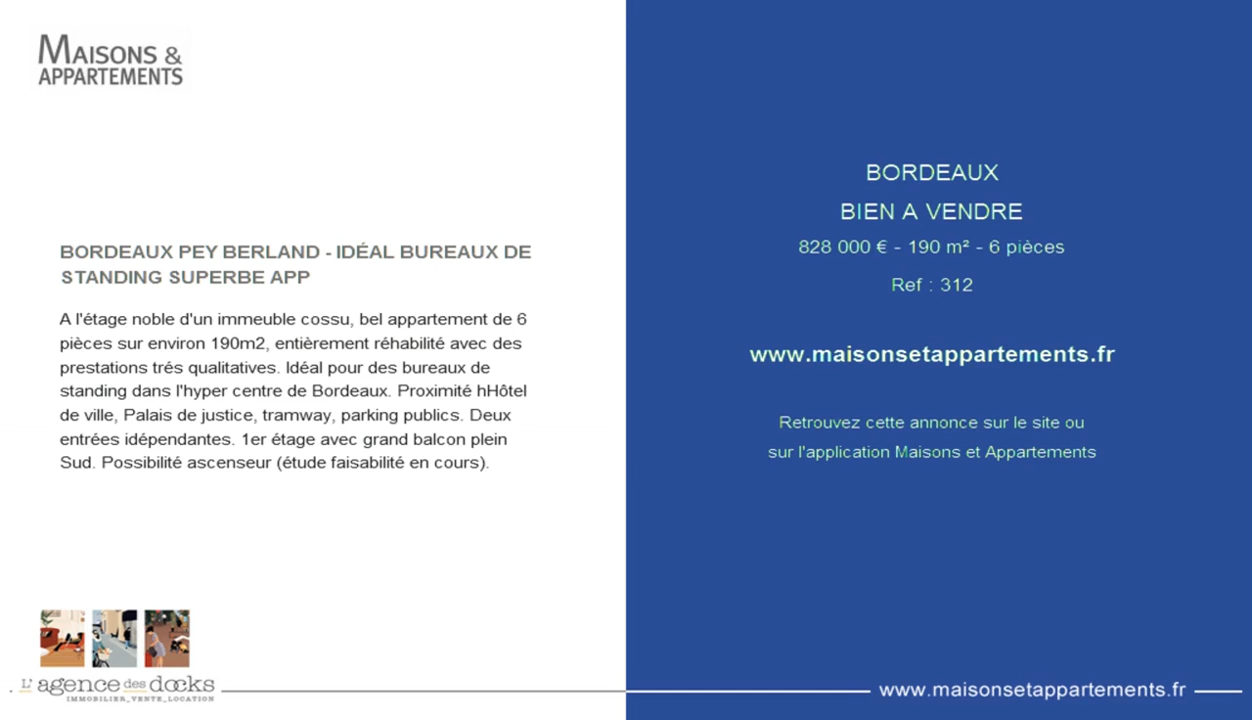 MAISONS &
APPARTEMENTS
BORDEAUX PEY BERLAND - IDÉAL BUREAUX DE
STANDING SUPERBE APP
A l'étage noble d'un immeuble cossu, bel appartement de 6
pièces sur environ 190m2, entièrement réhabilité avec des
prestations trés qualitatives. Idéal pour des bureaux de
standing dans l'hyper centre de Bordeaux. Proximité hHôtel
de ville, Palais de justice, tramway, parking publics. Deux
entrées idépendantes. 1er étage avec grand balcon plein
Sud. Possibilité ascenseur (étude faisabilité en cours).
L' agence des docks
IMMOBILIER_VENTE_LOCATION
BORDEAUX
BIEN A VENDRE
828 000 € - 190 m² - 6 pièces
Ref : 312
www.maisonsetappartements.fr
Retrouvez cette annonce sur le site ou
sur l'application Maisons et Appartements
www.maisonsetappartements.fr